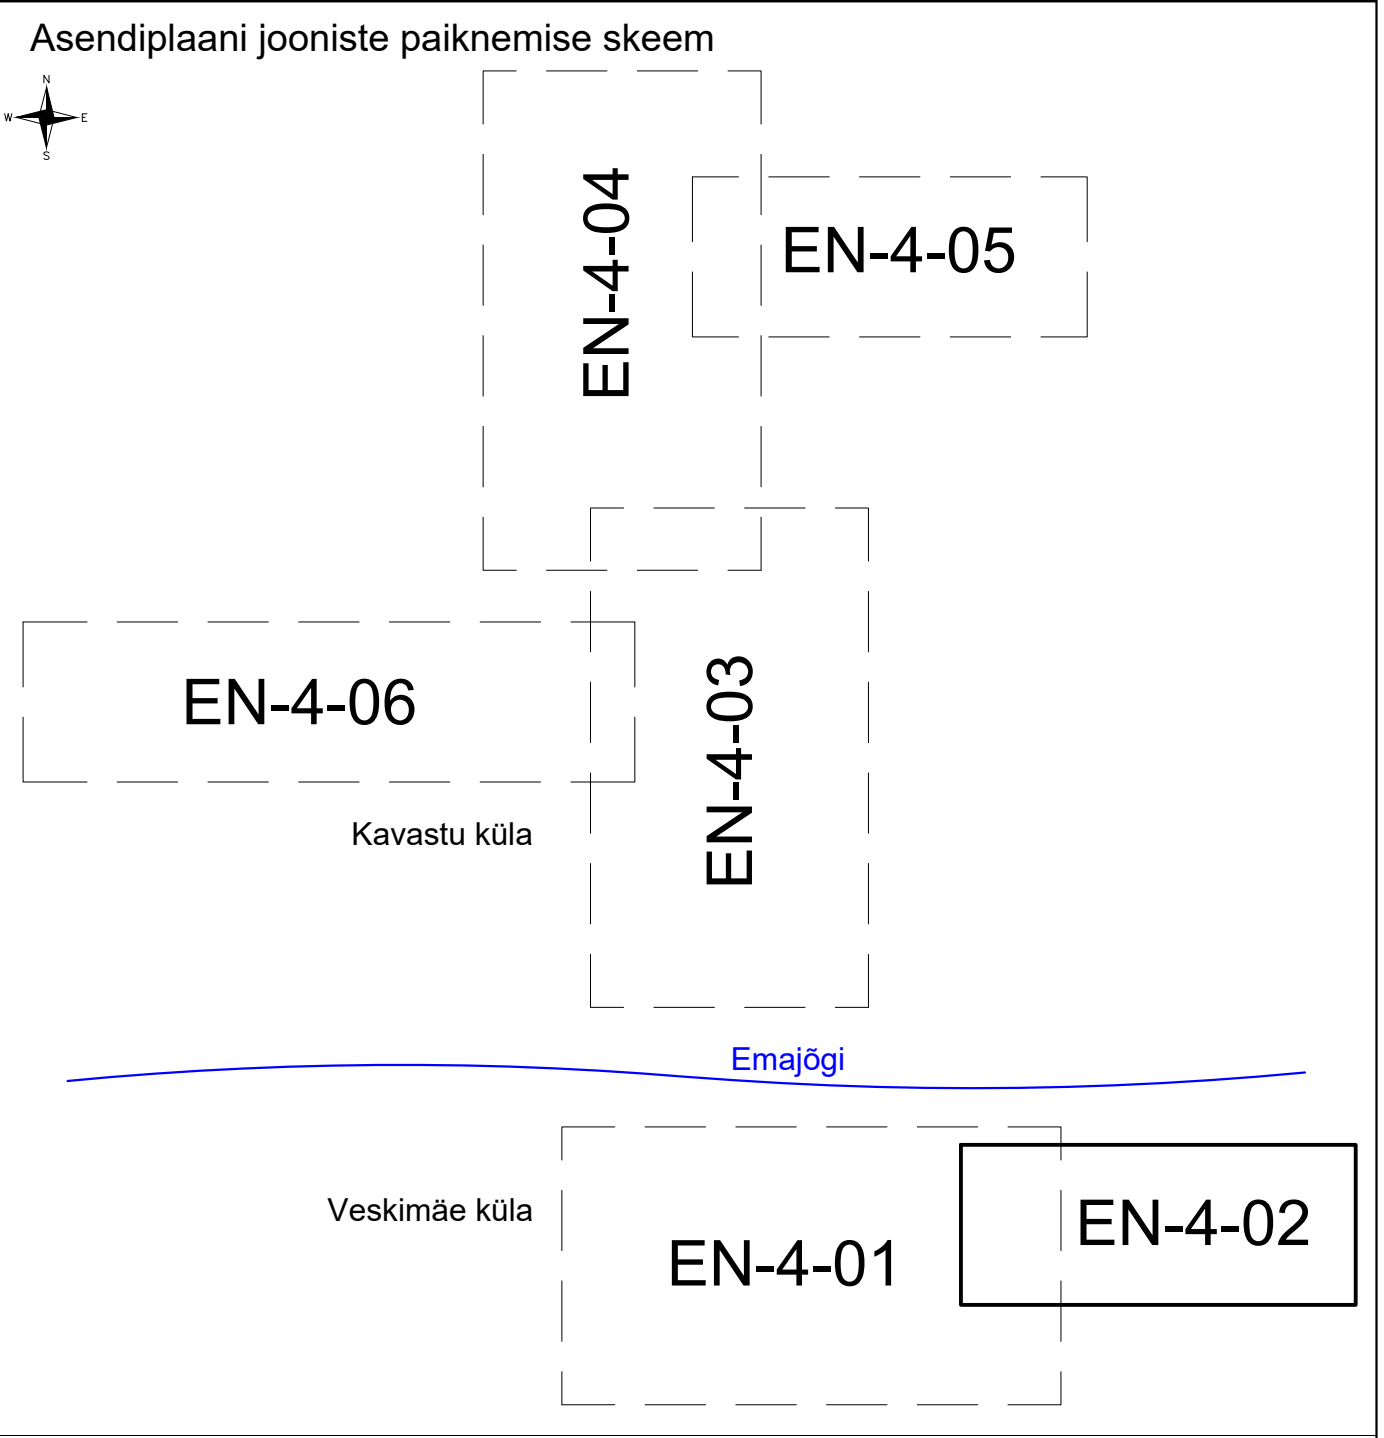 Asendiplaani jooniste paiknemise skeem
N
W E
S
EN-4-04
EN-4-05
EN-4-06
EN-4-03
Kavastu küla
Emajõgi
Veskimäe küla
EN-4-01
EN-4-02